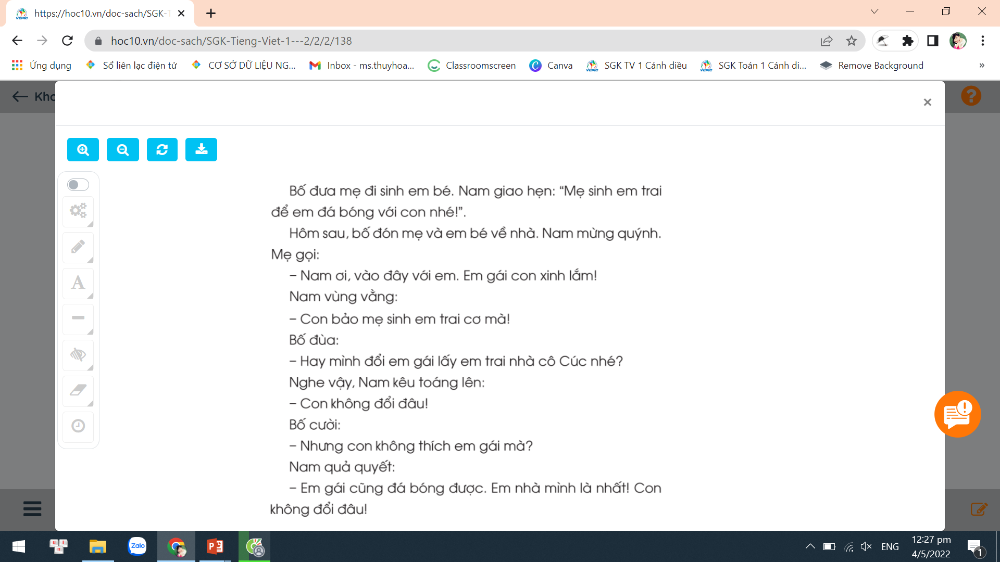 https://hoc10.vn/doc-sach/SGK-T
hoc10.vn/doc-sach/SGK-Tieng-Viet-1---2/2/2/138
Ứng dụng
Sổ liên lạc điện tử
CƠ SỞ DỮ LIỆU NG...
Inbox - ms.thuyhoa...
Classroomscreen
Canva
SGK TV 1 Cánh diều
SGK Toán 1 Cánh di...
Remove Background
Kho
Bố đưa mẹ đi sinh em bé. Nam giao hẹn: “Mẹ sinh em trai
để em đá bóng với con nhé!”.
Hôm sau, bố đón mẹ và em bé về nhà. Nam mừng quýnh.
Mẹ gọi:
– Nam ơi, vào đây với em. Em gái con xinh lắm!
Nam vùng vằng:
– Con bảo mẹ sinh em trai cơ mà!
Bố đùa:
– Hay mình đổi em gái lấy em trai nhà cô Cúc nhé?
Nghe vậy, Nam kêu toáng lên:
– Con không đổi đâu!
Bố cười:
– Nhưng con không thích em gái mà?
Nam quả quyết:
– Em gái cũng đá bóng được. Em nhà mình là nhất! Con
không đổi đâu!
Zalo
ENG
12:27 pm
4/5/2022
1